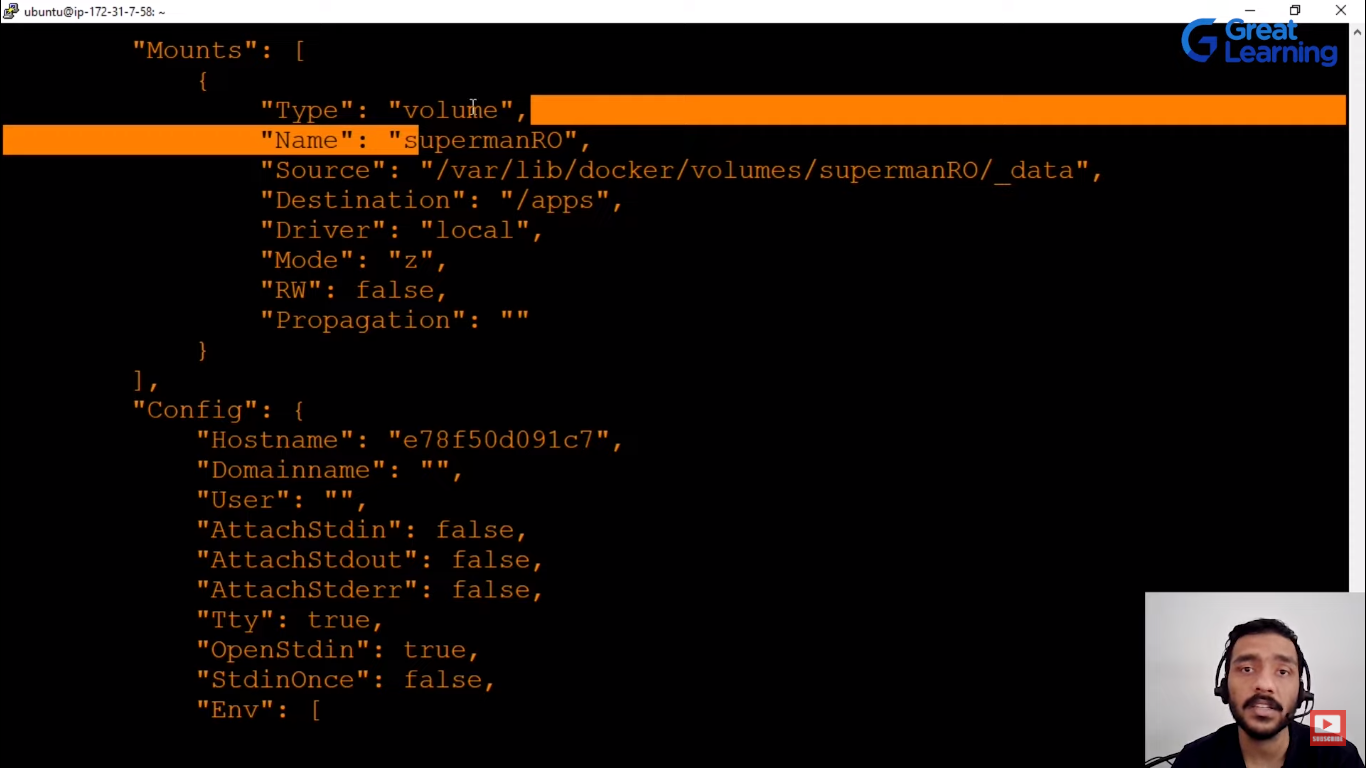 ubuntu@ip-172-31-7-58: ~
Great
Learning
"Mounts": [
{
"Type": "volume",
"Name": "supermanRO",
"Source": "/var/lib/docker/volumes/supermanRO/_data",
"Destination": "/apps",
"Driver": "local",
"Mode": "z",
"RW": false,
"Propagation": ""
}
],
"Config": {
"Hostname": "e78f50d091c7",
"Domainname": "",
"User": "",
"AttachStdin": false,
"AttachStdout": false,
"AttachStderr": false,
"Tty": true,
"OpenStdin": true,
"StdinOnce": false,
"Env": [
SUBSCRIBE